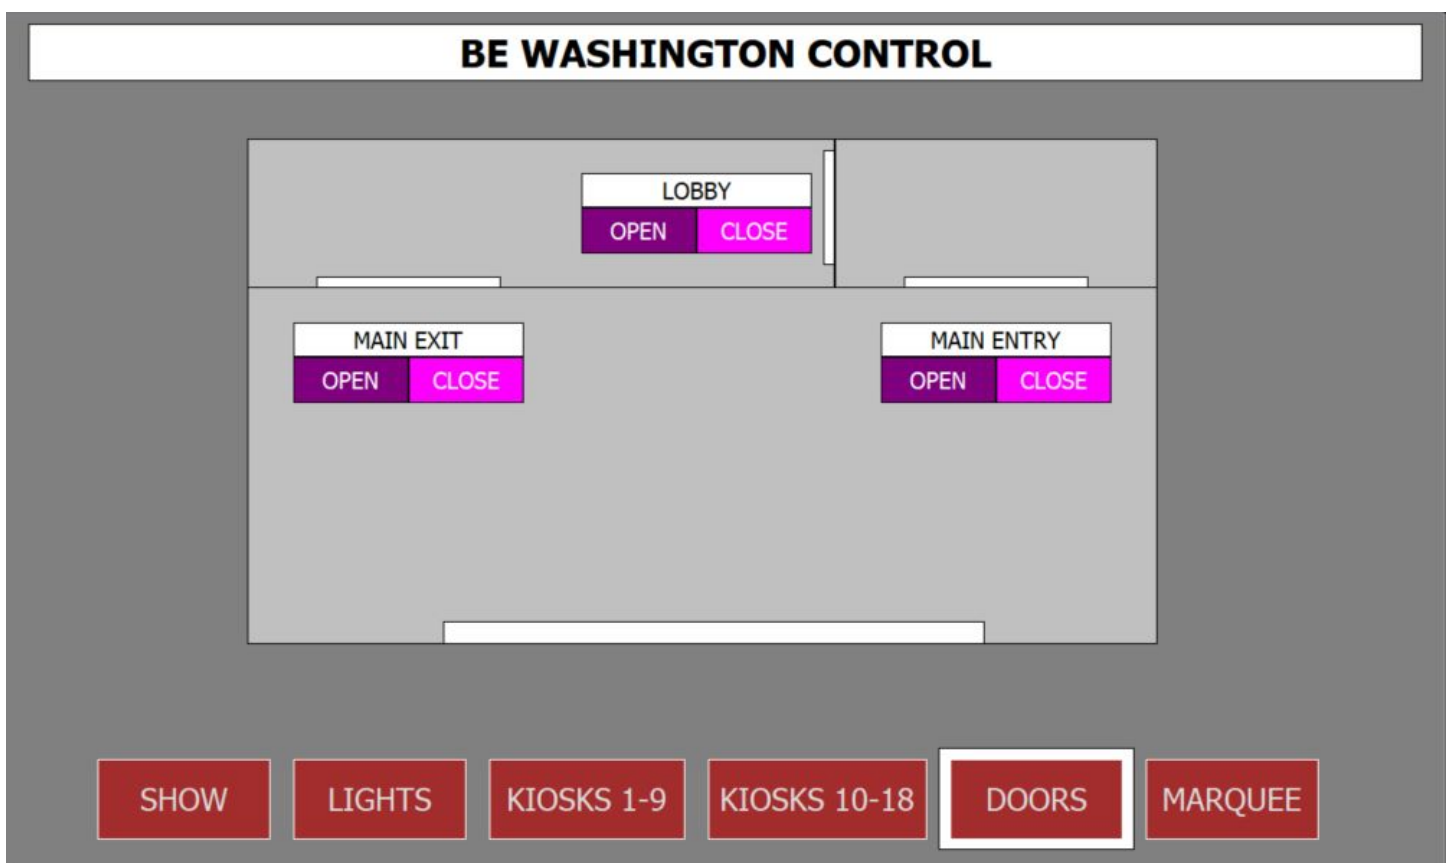 BE WASHINGTON CONTROL
LOBBY
OPEN CLOSE
MAIN EXIT
OPEN CLOSE
MAIN ENTRY
OPEN CLOSE
SHOW
LIGHTS
KIOSKS 1-9
KIOSKS 10-18
DOORS
MARQUEE